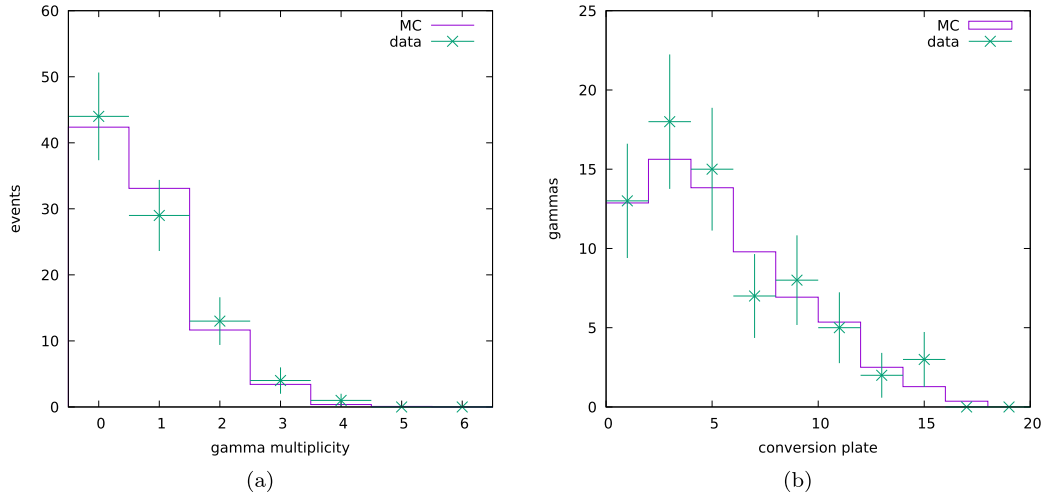 MC
data
60
50
40
30
20
10
0
events
0 1 2 3 4 5 6
gamma multiplicity
(a)
MC
data
25
20
15
10
5
0
gammas
0 5 10 15 20
conversion plate
(b)